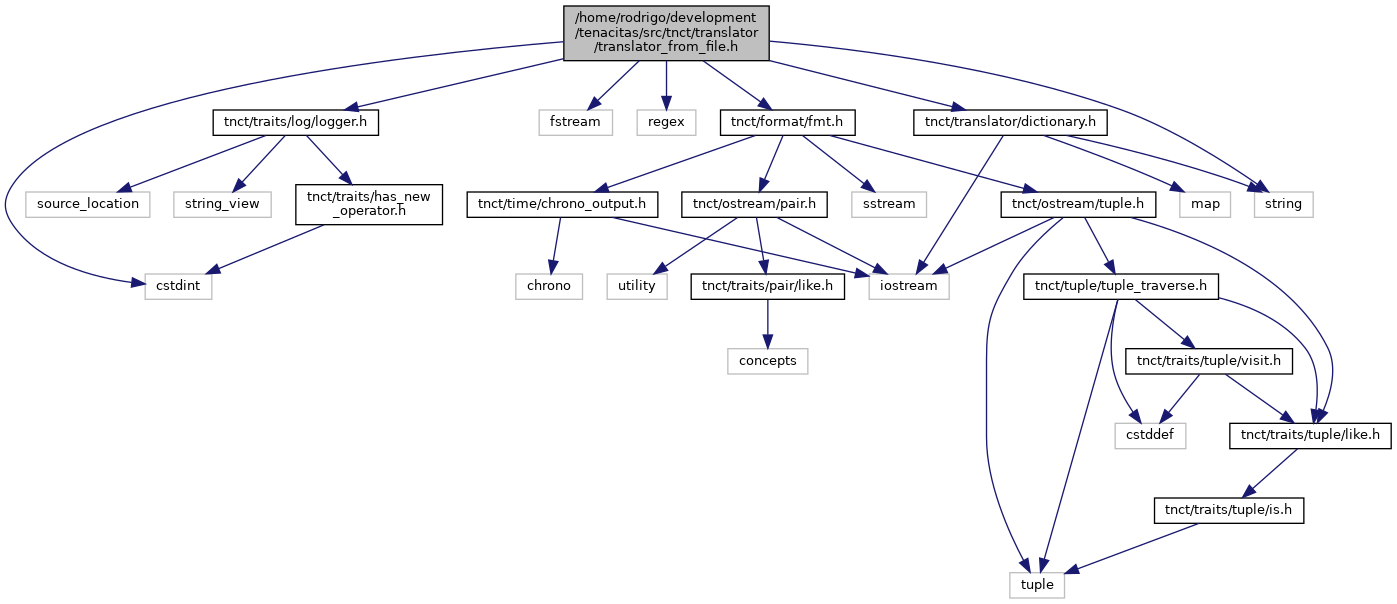 /home/rodrigo/development
/tenacitas/src/tnct/translator
/translator_from_file.h
tnct/traits/log/logger.h
fstream
regex
tnct/format/fmt.h
tnct/translator/dictionary.h
source_location
string_view
tnct/traits/has_new
_operator.h
tnct/time/chrono_output.h
tnct/ostream/pair.h
sstream
tnct/ostream/tuple.h
map
string
cstdint
chrono
utility
tnct/traits/pair/like.h
iostream
tnct/tuple/tuple_traverse.h
concepts
tnct/traits/tuple/visit.h
cstddef
tnct/traits/tuple/like.h
tnct/traits/tuple/is.h
tuple